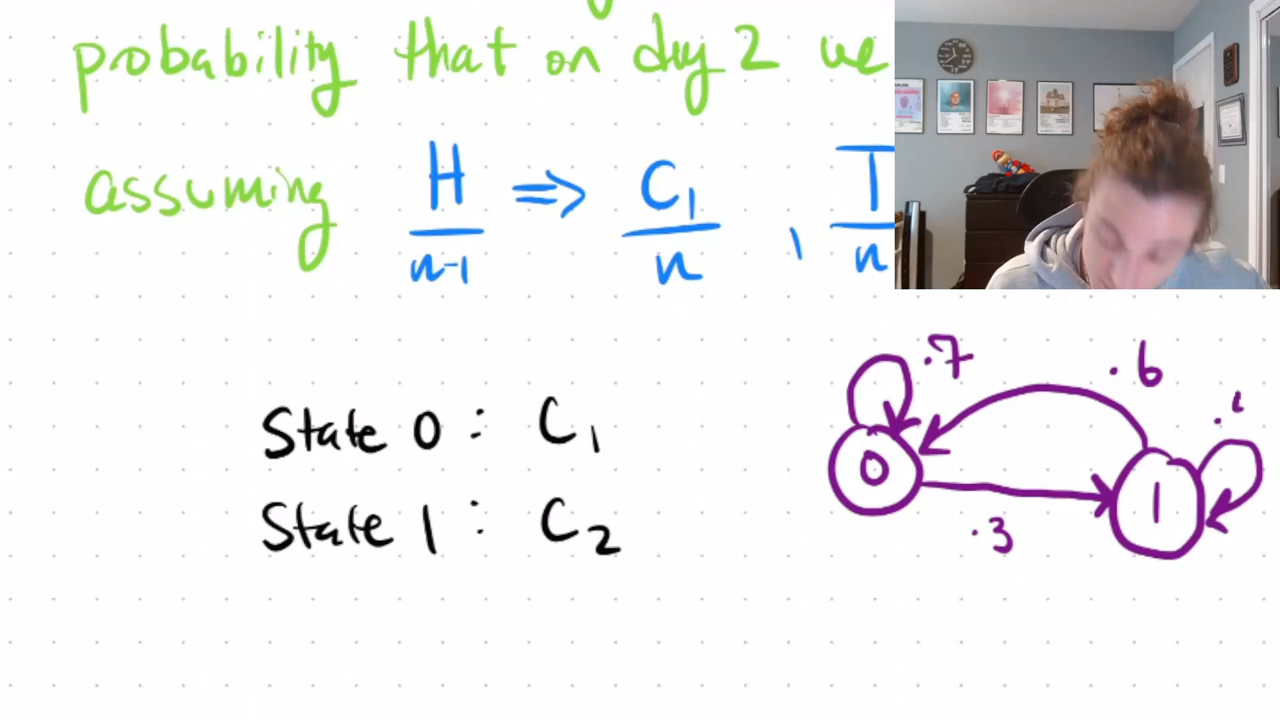 probability that on day 2 we
assuming H/n-1 => C1/n , T/n
.7 .6
State 0 : C1
0
State 1 : C2
1
.3